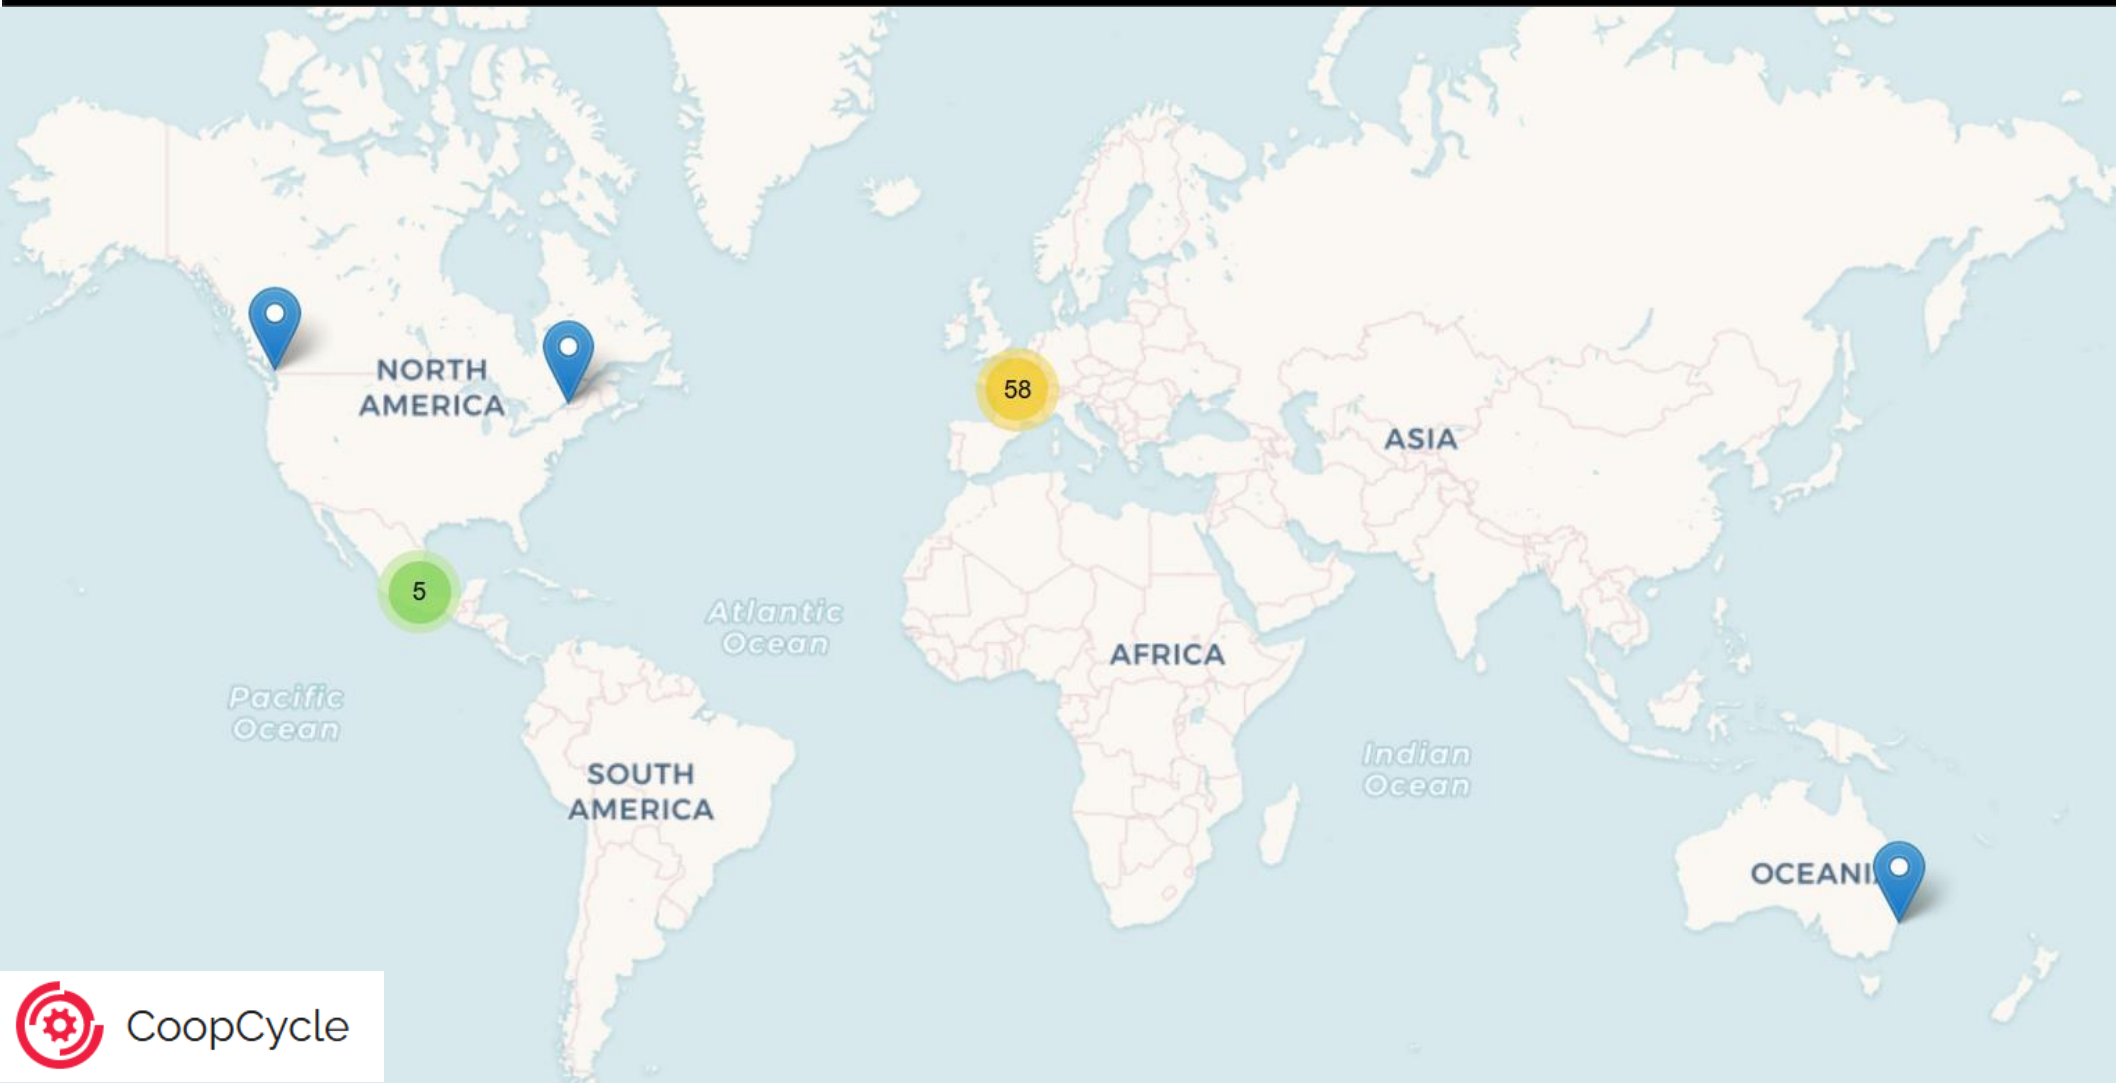 NORTH
AMERICA
58
ASIA
5
Atlantic
Ocean
AFRICA
Pacific
Ocean
Indian
Ocean
SOUTH
AMERICA
OCEANI
CoopCycle